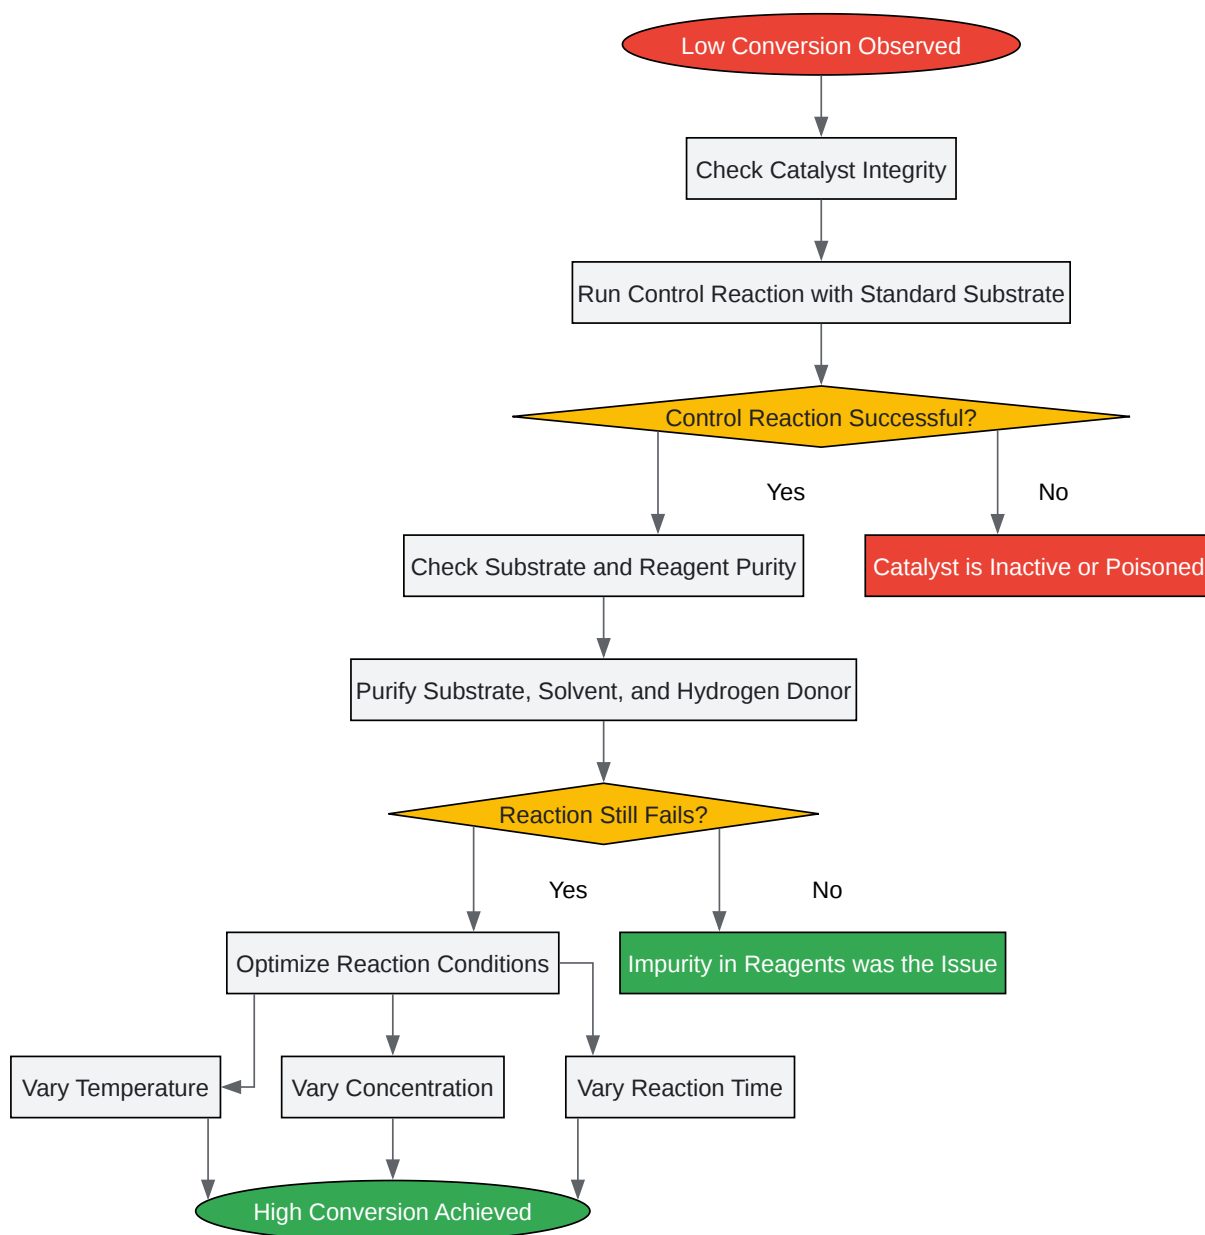 Low Conversion Observed
Check Catalyst Integrity
Run Control Reaction with Standard Substrate
Control Reaction Successful?
Yes
No
Check Substrate and Reagent Purity
Catalyst is Inactive or Poisoned
Purify Substrate, Solvent, and Hydrogen Donor
Reaction Still Fails?
Yes
No
Optimize Reaction Conditions
Impurity in Reagents was the Issue
Vary Temperature
Vary Concentration
Vary Reaction Time
High Conversion Achieved